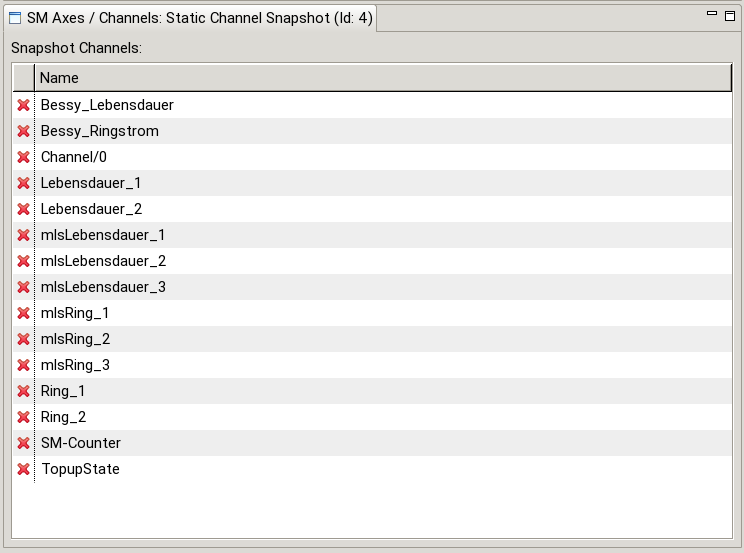 SM Axes / Channels: Static Channel Snapshot (Id: 4)
Snapshot Channels:
Name
Bessy_Lebensdauer
Bessy_Ringstrom
Channel/0
Lebensdauer_1
Lebensdauer_2
mlsLebensdauer_1
mlsLebensdauer_2
mlsLebensdauer_3
mlsRing_1
mlsRing_2
mlsRing_3
Ring_1
Ring_2
SM-Counter
TopupState